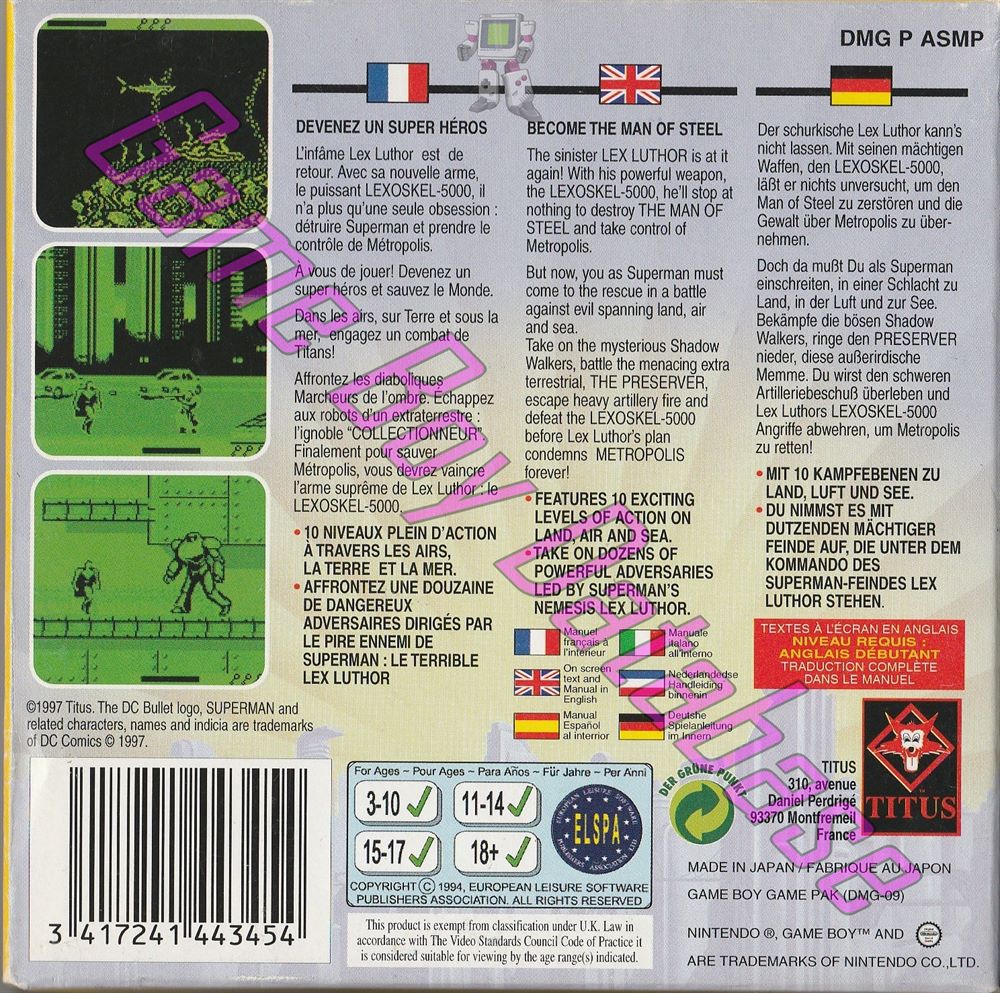 DMG P ASMP
DEVENEZ UN SUPER HÉROS
L'infâme Lex Luthor est de
retour. Avec sa nouvelle arme,
le puissant LEXOSKEL-5000, il
n'a plus qu'une seule obsession :
détruire Superman et prendre le
contrôle de Métropolis.
À vous de jouer! Devenez un
super héros et sauvez le Monde.
Dans les airs, sur Terre et sous la
mer, engagez un combat de
Titans!
Affrontez les diaboliques
Marcheurs de l'ombre. Échappez
aux robots d'un extraterrestre :
l'ignoble "COLLECTIONNEUR"
Finalement pour sauver
Métropolis, vous devrez vaincre
l'arme suprême de Lex Luthor : le
LEXOSKEL-5000.
• 10 NIVEAUX PLEIN D'ACTION
À TRAVERS LES AIRS,
LA TERRE ET LA MER.
• AFFRONTEZ UNE DOUZAINE
DE DANGEREUX
ADVERSAIRES DIRIGÉS PAR
LE PIRE ENNEMI DE
SUPERMAN : LE TERRIBLE
LEX LUTHOR
BECOME THE MAN OF STEEL
The sinister LEX LUTHOR is at it
again! With his powerful weapon,
the LEXOSKEL-5000, he'll stop at
nothing to destroy THE MAN OF
STEEL and take control of
Metropolis.
But now, you as Superman must
come to the rescue in a battle
against evil spanning land, air
and sea.
Take on the mysterious Shadow
Walkers, battle the menacing extra
terrestrial, THE PRESERVER,
escape heavy artillery fire and
defeat the LEXOSKEL-5000
before Lex Luthor's plan
condemns METROPOLIS
forever!
• FEATURES 10 EXCITING
LEVELS OF ACTION ON
LAND, AIR AND SEA.
• TAKE ON DOZENS OF
POWERFUL ADVERSARIES
LED BY SUPERMAN'S
NEMESIS LEX LUTHOR.
Der schurkische Lex Luthor kann's
nicht lassen. Mit seinen mächtigen
Waffen, den LEXOSKEL-5000,
läßt er nichts unversucht, um den
Man of Steel zu zerstören und die
Gewalt über Metropolis zu über-
nehmen.
Doch da mußt Du als Superman
einschreiten, in einer Schlacht zu
Land, in der Luft und zur See.
Bekämpfe die bösen Shadow
Walkers, ringe den PRESERVER
nieder, diese außerirdische
Memme. Du wirst den schweren
Artilleriebeschuß überleben und
Lex Luthors LEXOSKEL-5000
Angriffe abwehren, um Metropolis
zu retten!
• MIT 10 KAMPFEBENEN ZU
LAND, LUFT UND SEE.
• DU NIMMST ES MIT
DUTZENDEN MÄCHTIGER
FEINDE AUF, DIE UNTER DEM
KOMMANDO DES
SUPERMAN-FEINDES LEX
LUTHOR STEHEN.
Manuel
français à
l'intérieur
Manuale
italano
all'interno
On screen
text and
Manual in
English
Nederlandedse
Handleiding
binnenin
Manual
Español
al interrior
Deutshe
Spielanleitung
im Innern
TEXTES À L'ÉCRAN EN ANGLAIS
NIVEAU REQUIS :
ANGLAIS DÉBUTANT
TRADUCTION COMPLÈTE
DANS LE MANUEL
©1997 Titus. The DC Bullet logo, SUPERMAN and
related characters, names and indicia are trademarks
of DC Comics © 1997.
3 417241 443454
For Ages ~ Pour Ages ~ Para Años ~ Für Jahre ~ Per Anni
3-10
11-14
15-17
18+
EUROPEAN LEISURE SOFTWARE
ELSPA
PUBLISHERS ASSOCIATION LTD
COPYRIGHT © 1994, EUROPEAN LEISURE SOFTWARE
PUBLISHERS ASSOCIATION. ALL RIGHTS RESERVED
This product is exempt from classification under U.K. Law in
accordance with The Video Standards Council Code of Practice it
is considered suitable for viewing by the age range(s) indicated.
DER GRÜNE PUNKT
TITUS
310, avenue
Daniel Perdrigé
93370 Montfremeil
France
TITUS
MADE IN JAPAN / FABRIQUE AU JAPON
GAME BOY GAME PAK (DMG-09)
NINTENDO ®, GAME BOY™ AND
ARE TRADEMARKS OF NINTENDO CO.,LTD.
Game Boy Database